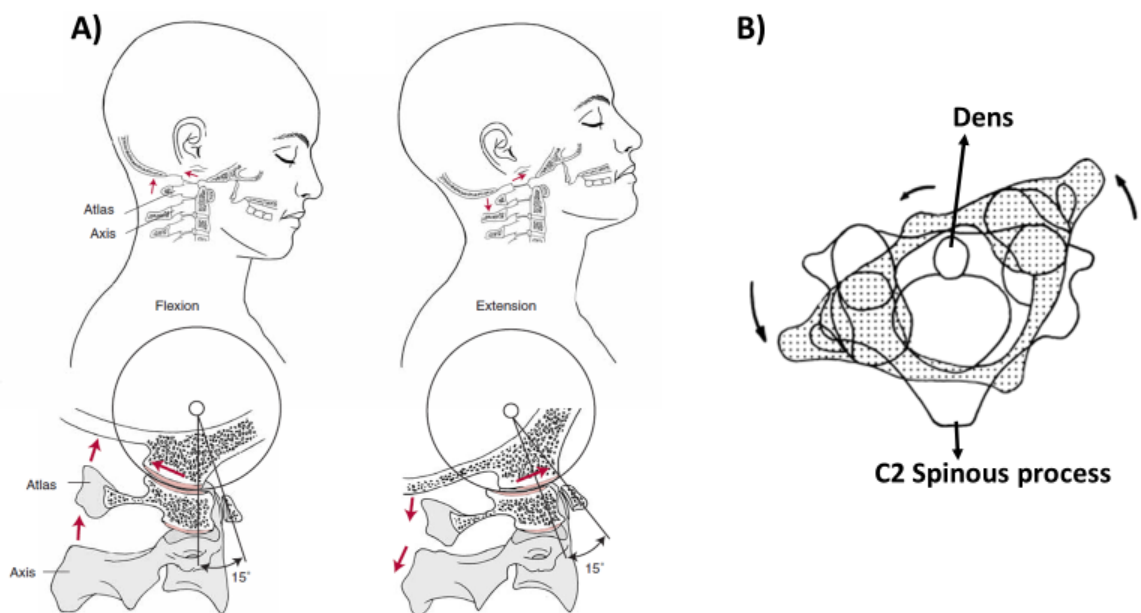 A)
Atlas
Axis
Flexion
Extension
Atlas
Axis
15°
15°
B)
Dens
C2 Spinous process